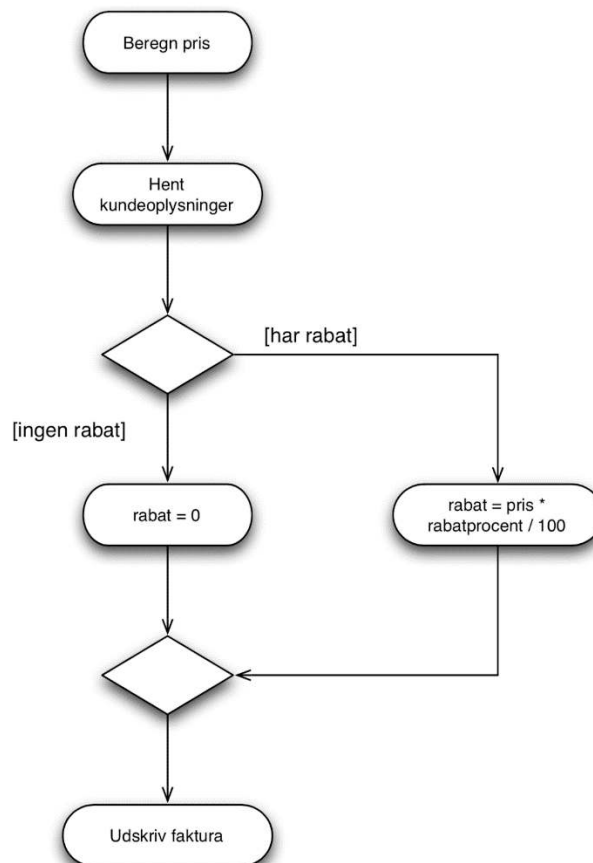 Beregn pris
Hent
kundeoplysninger
[har rabat]
[ingen rabat]
rabat = 0
rabat = pris *
rabatprocent / 100
Udskriv faktura